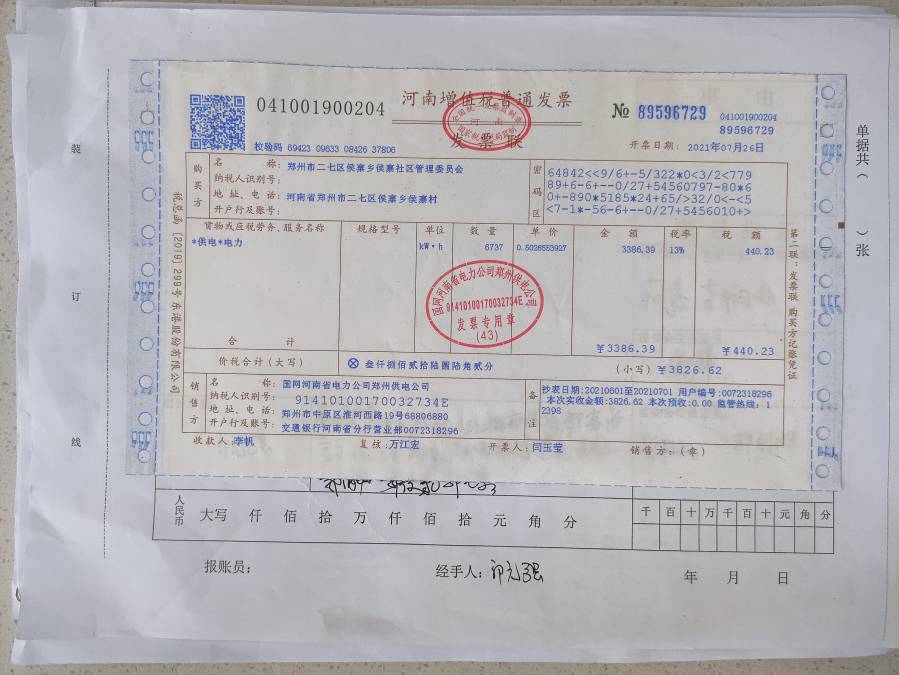 041001900204
河南增值税普通发票
发票联
№ 89596729
041001900204
89596729
校验码 69423 09633 08426 37806
开票日期: 2021年07月26日
购买方
名称: 郑州市二七区侯寨乡侯寨社区管理委员会
纳税人识别号:
地址、电话: 河南省郑州市二七区侯寨乡侯寨村
开户行及账号:
密码区
64842<<9/6+-5/322*0<3/2<779
89+6-6+--0/27+54560797-80*6
0+-890*5185*24+65/>32/0<-<5
<7-1*-56-6+--0/27+5456010+>
货物或应税劳务、服务名称 规格型号 单位 数量 单价 金额 税率 税额
*供电*电力 kW·h 6737 0.5026553927 3386.39 13% 440.23
国网河南省电力公司郑州供电公司
91410100170032734E
发票专用章
(43)
合计 ¥3386.39 ¥440.23
价税合计(大写) ⊗ 叁仟捌佰贰拾陆圆陆角贰分 (小写) ¥3826.62
销售方
名称: 国网河南省电力公司郑州供电公司
纳税人识别号: 91410100170032734E
地址、电话: 郑州市中原区淮河西路19号68806880
开户行及账号: 交通银行河南省分行营业部0072318296
备注
抄表日期:20210601至20210701 用户编号:0072318296
本次实收金额:3826.62 本次预收:0.00 监管热线:1
2398
收款人: 李帆 复核: 万江宏 开票人: 闫玉莹 销售方:(章)
税总函〔2019〕299号东港股份有限公司
第二联:发票联 购买方记账凭证
装
订
线
单据共( )张
人民币 大写 仟 佰 拾 万 仟 佰 拾 元 角 分
千 百 十 万 千 百 十 元 角 分
报账员: 经手人:
年 月 日